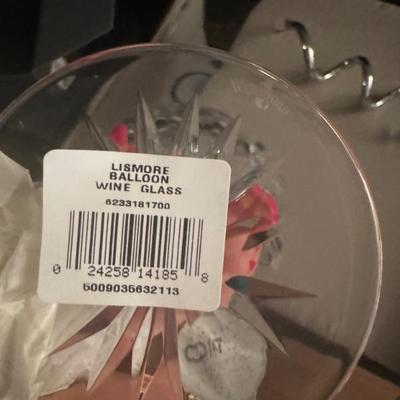 LISMORE
BALLOON
WINE GLASS
6233181700
0 24258 14185 8
5009035632113